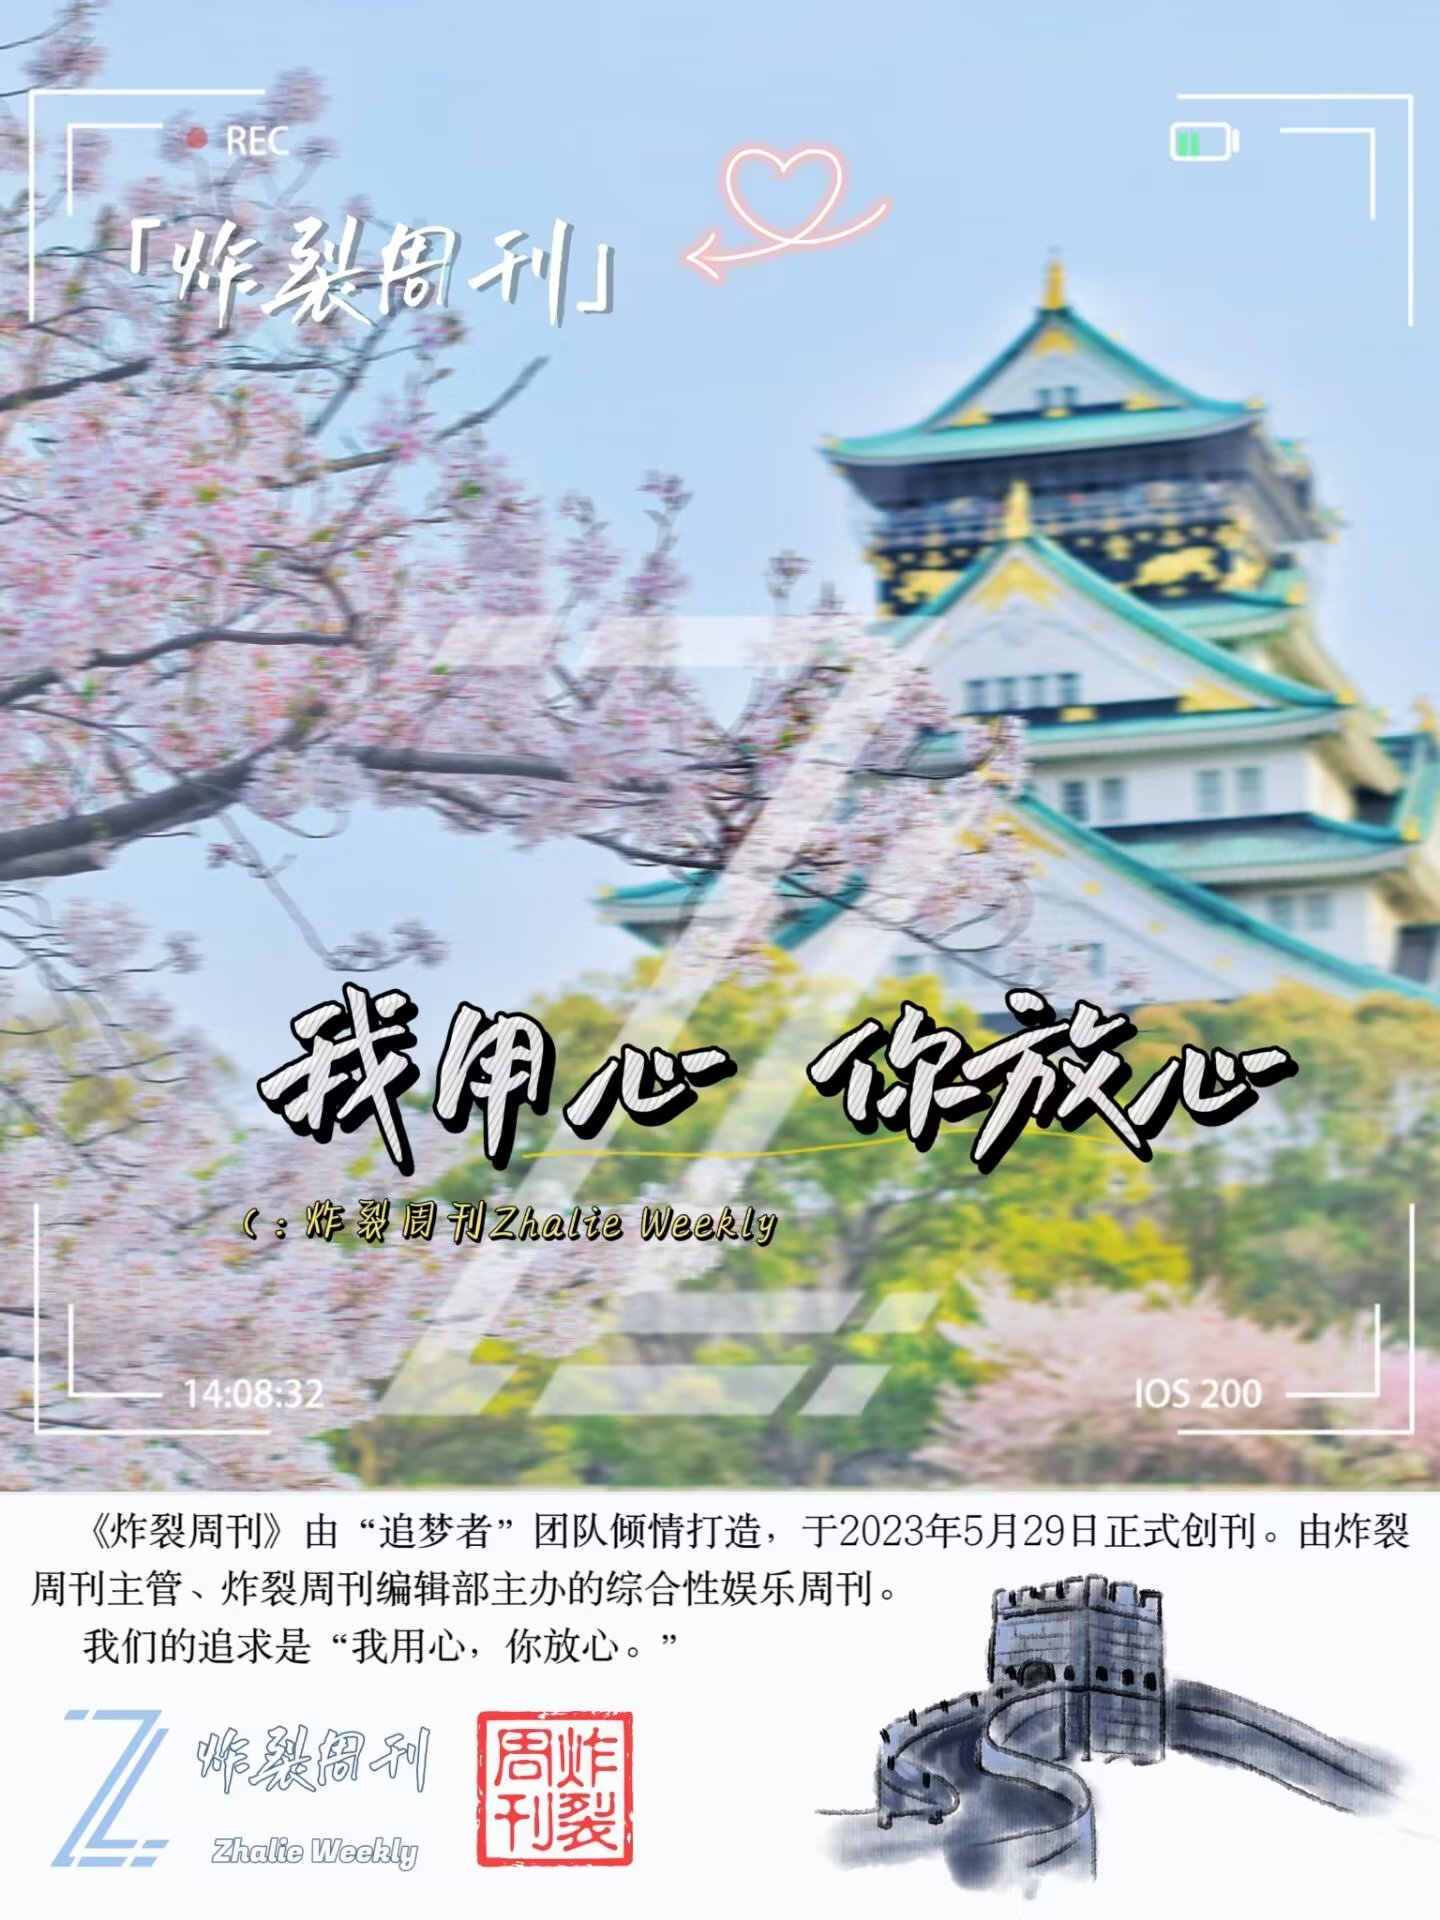 REC
「炸裂周刊」
我用心 你放心
( : 炸裂周刊Zhalie Weekly
14:08:32
IOS 200
《炸裂周刊》由“追梦者”团队倾情打造，于2023年5月29日正式创刊。由炸裂
周刊主管、炸裂周刊编辑部主办的综合性娱乐周刊。
我们的追求是“我用心，你放心。”
炸裂周刊
Zhalie Weekly
炸裂
周刊